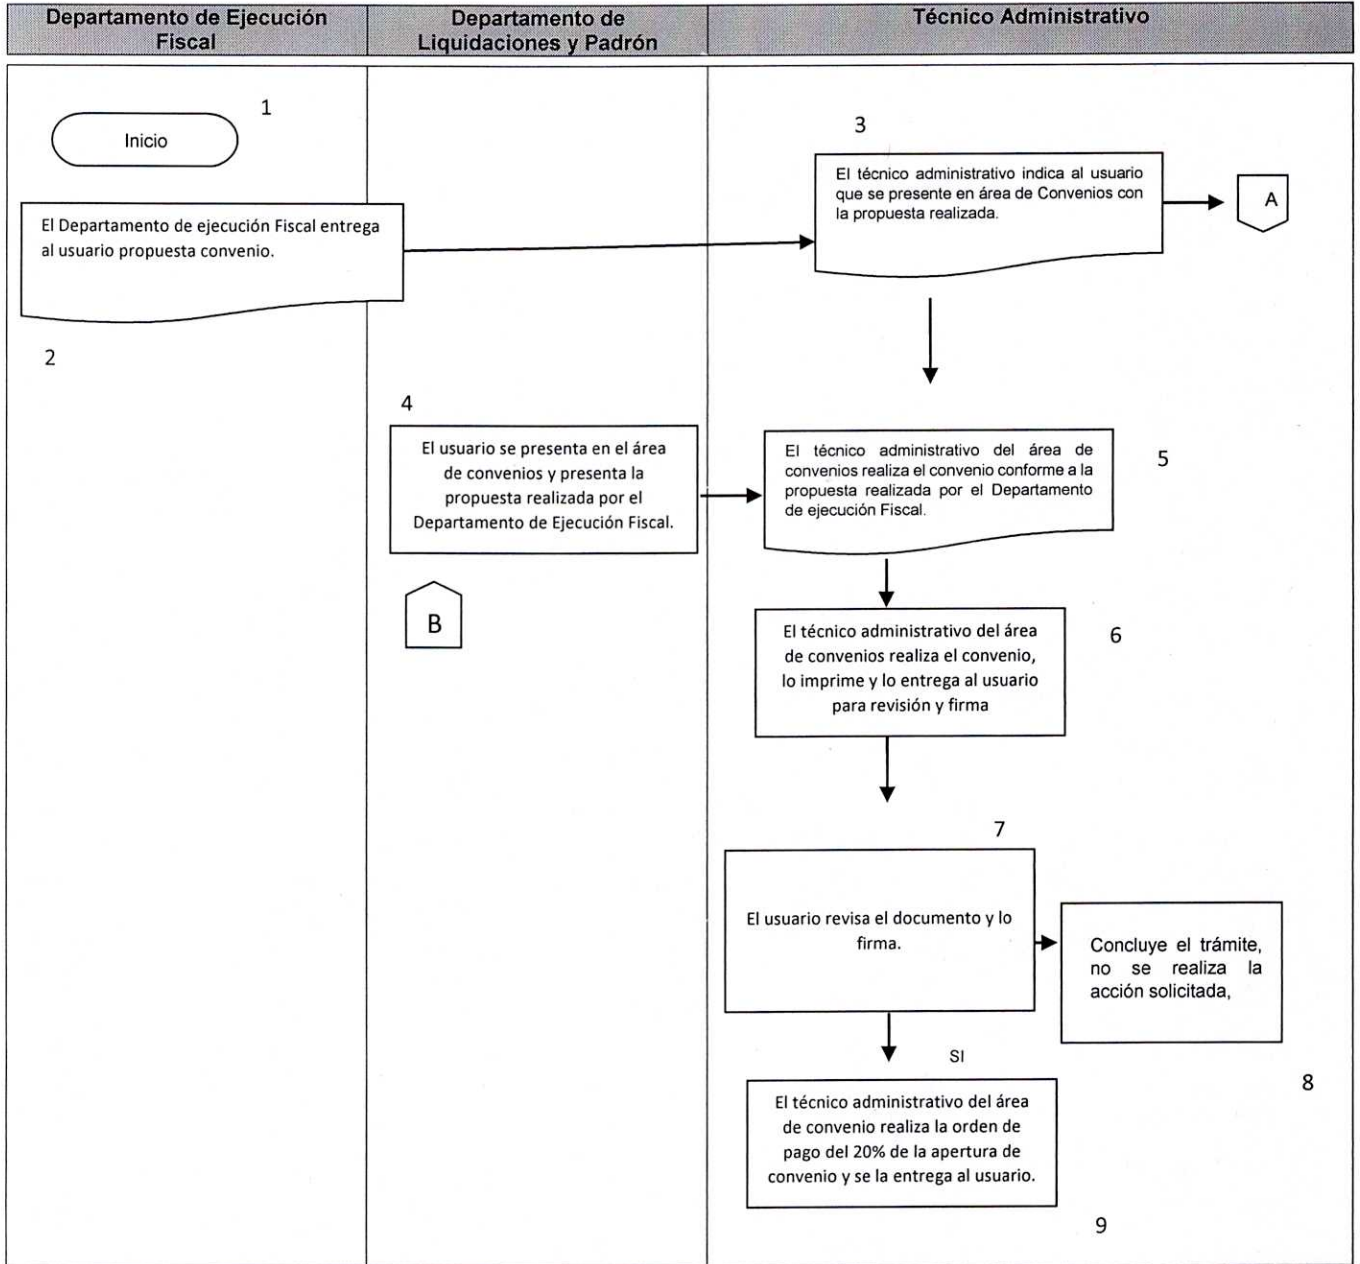 Departamento de Ejecución
Fiscal
Departamento de
Liquidaciones y Padrón
Técnico Administrativo
1
Inicio
El Departamento de ejecución Fiscal entrega
al usuario propuesta convenio.
2
3
El técnico administrativo indica al usuario
que se presente en área de Convenios con
la propuesta realizada.
A
4
El usuario se presenta en el área
de convenios y presenta la
propuesta realizada por el
Departamento de Ejecución Fiscal.
B
El técnico administrativo del área de
convenios realiza el convenio conforme a la
propuesta realizada por el Departamento
de ejecución Fiscal.
5
El técnico administrativo del área
de convenios realiza el convenio,
lo imprime y lo entrega al usuario
para revisión y firma
6
7
El usuario revisa el documento y lo
firma.
Concluye el trámite,
no se realiza la
acción solicitada,
8
SI
El técnico administrativo del área
de convenio realiza la orden de
pago del 20% de la apertura de
convenio y se la entrega al usuario.
9